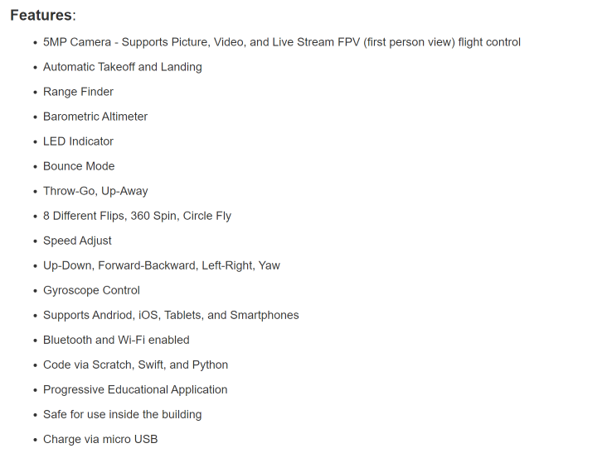 Features:
• 5MP Camera - Supports Picture, Video, and Live Stream FPV (first person view) flight control
• Automatic Takeoff and Landing
• Range Finder
• Barometric Altimeter
• LED Indicator
• Bounce Mode
• Throw-Go, Up-Away
• 8 Different Flips, 360 Spin, Circle Fly
• Speed Adjust
• Up-Down, Forward-Backward, Left-Right, Yaw
• Gyroscope Control
• Supports Andriod, iOS, Tablets, and Smartphones
• Bluetooth and Wi-Fi enabled
• Code via Scratch, Swift, and Python
• Progressive Educational Application
• Safe for use inside the building
• Charge via micro USB